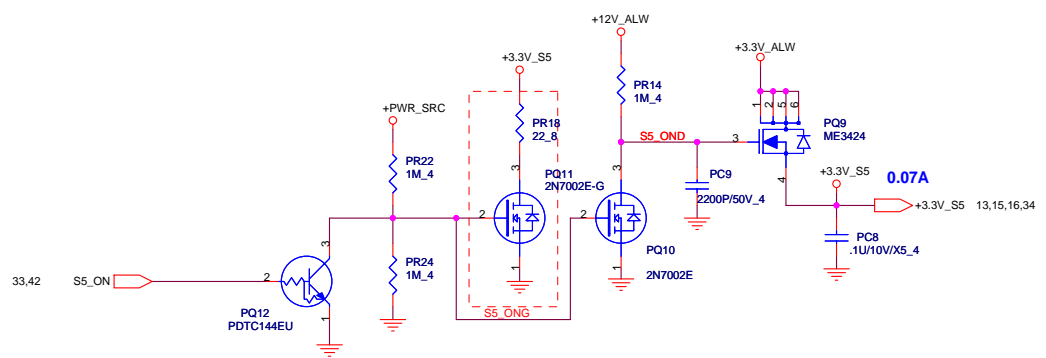 +12V_ALW
+3.3V_S5
+3.3V_ALW
PR14
1M_4
+PWR_SRC
PR18
22_8
1
2
5
6
PQ9
ME3424
S5_OND
3
3
3
4
PR22
1M_4
PQ11
2N7002E-G
PC9
2200P/50V_4
+3.3V_S5
0.07A
2
2
+3.3V_S5 13,15,16,34
3
PQ10
PC8
.1U/10V/X5_4
PR24
1M_4
1
1
2N7002E
33,42
S5_ON
2
S5_ONG
PQ12
PDTC144EU
1